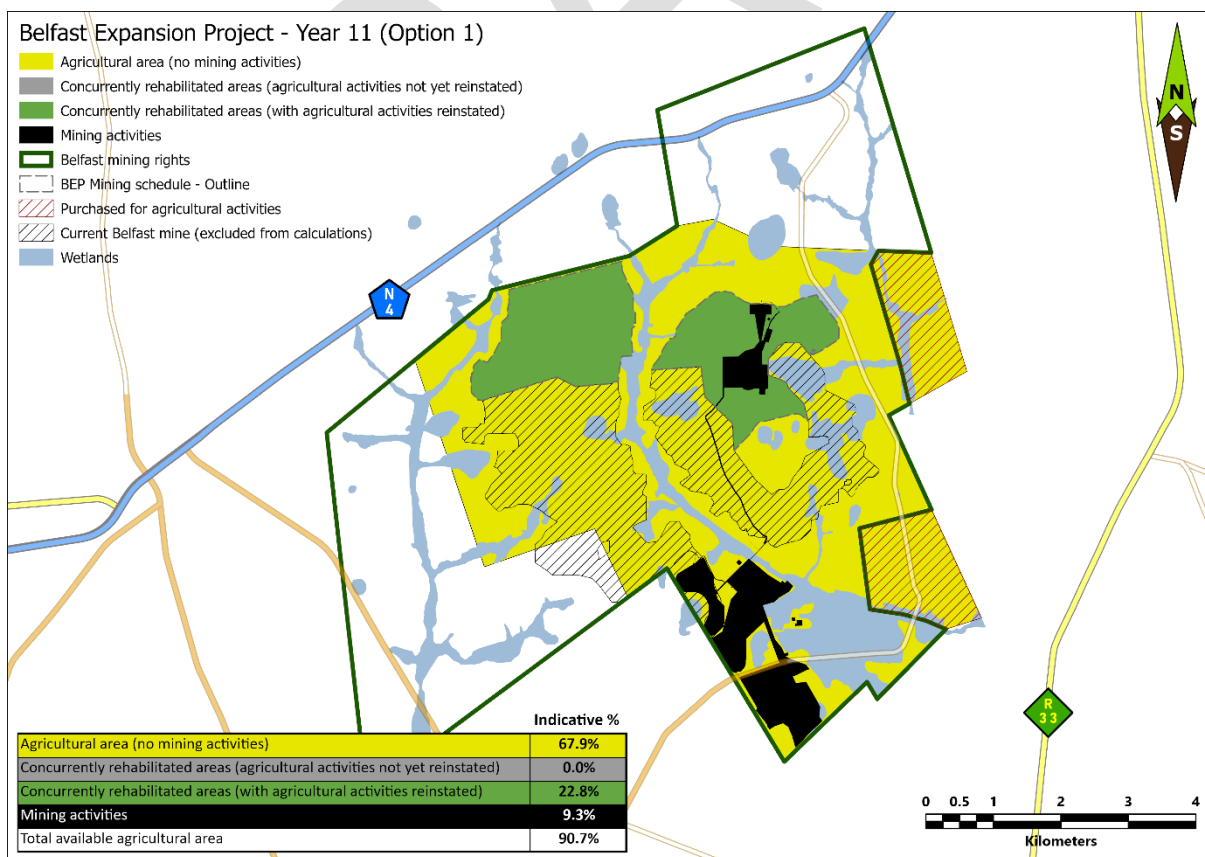 Belfast Expansion Project - Year 11 (Option 1)
Agricultural area (no mining activities)
Concurrently rehabilitated areas (agricultural activities not yet reinstated)
Concurrently rehabilitated areas (with agricultural activities reinstated)
Mining activities
Belfast mining rights
BEP Mining schedule - Outline
Purchased for agricultural activities
Current Belfast mine (excluded from calculations)
Wetlands
N
S
N
4
R
33
Indicative %
Agricultural area (no mining activities) 67.9%
Concurrently rehabilitated areas (agricultural activities not yet reinstated) 0.0%
Concurrently rehabilitated areas (with agricultural activities reinstated) 22.8%
Mining activities 9.3%
Total available agricultural area 90.7%
0 0.5 1 2 3 4
Kilometers